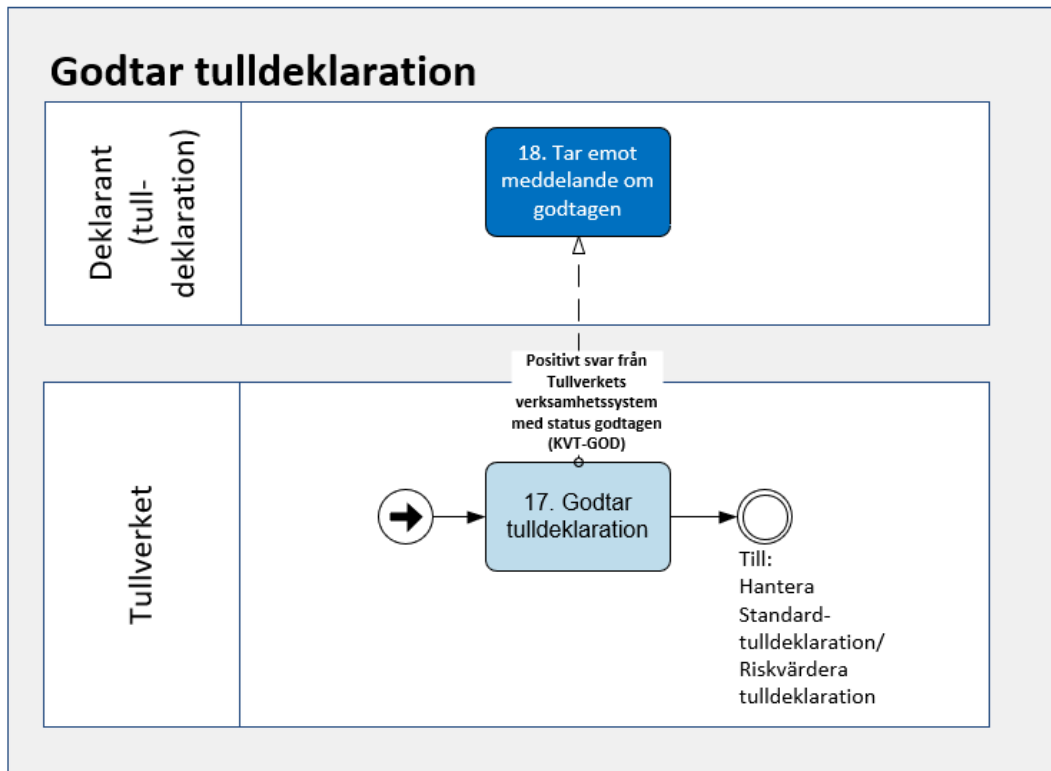 Godtar tulldeklaration
Deklarant
(tull-
deklaration)
18. Tar emot
meddelande om
godtagen
Positivt svar från
Tullverkets
verksamhetssystem
med status godtagen
(KVT-GOD)
Tullverket
17. Godtar
tulldeklaration
Till:
Hantera
Standard-
tulldeklaration/
Riskvärdera
tulldeklaration